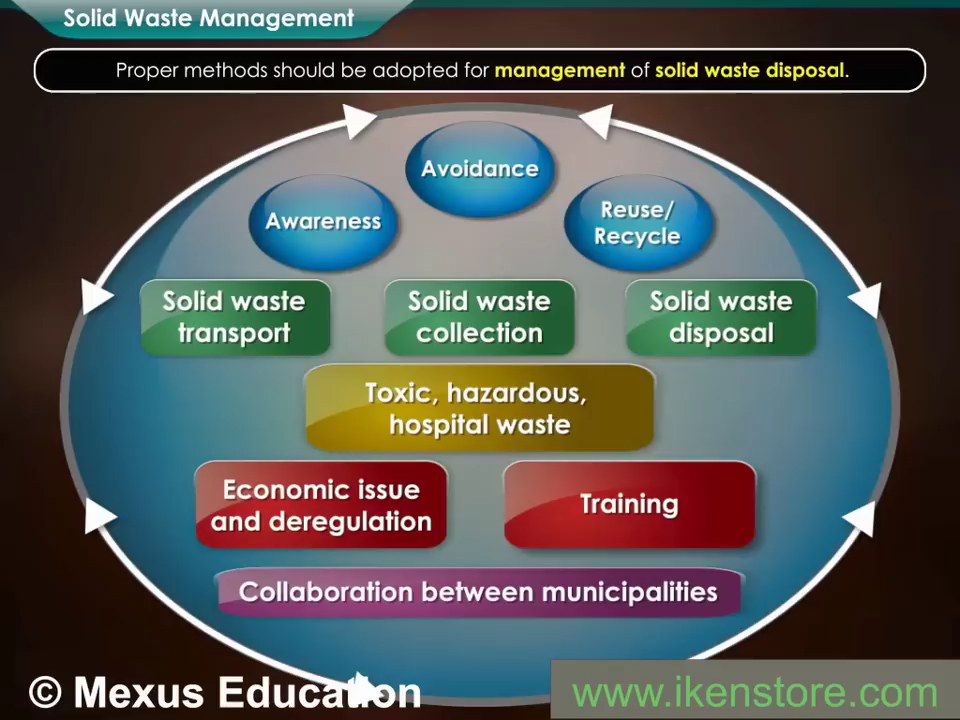 Solid Waste Management
Proper methods should be adopted for management of solid waste disposal.
Avoidance
Awareness
Reuse/
Recycle
Solid waste
transport
Solid waste
collection
Solid waste
disposal
Toxic, hazardous,
hospital waste
Economic issue
and deregulation
Training
Collaboration between municipalities
© Mexus Education
www.ikenstore.com